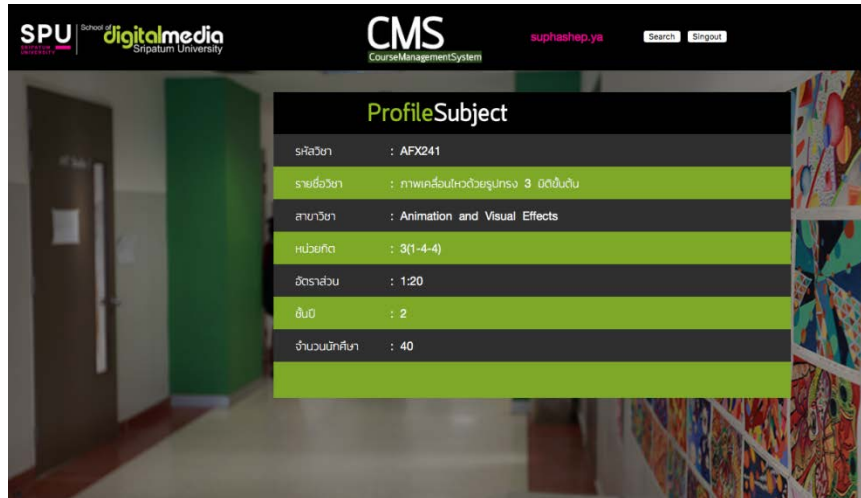 SPU School of digitalmedia
SRIPATUM UNIVERSITY Sripatum University
CMS
CourseManagementSystem
suphashep.ya
Search Singout
ProfileSubject
รหัสวิชา : AFX241
รายชื่อวิชา : ภาพเคลื่อนไหวด้วยรูปทรง 3 มิติขั้นต้น
สาขาวิชา : Animation and Visual Effects
หน่วยกิต : 3(1-4-4)
อัตราส่วน : 1:20
ชั้นปี : 2
จำนวนนักศึกษา : 40